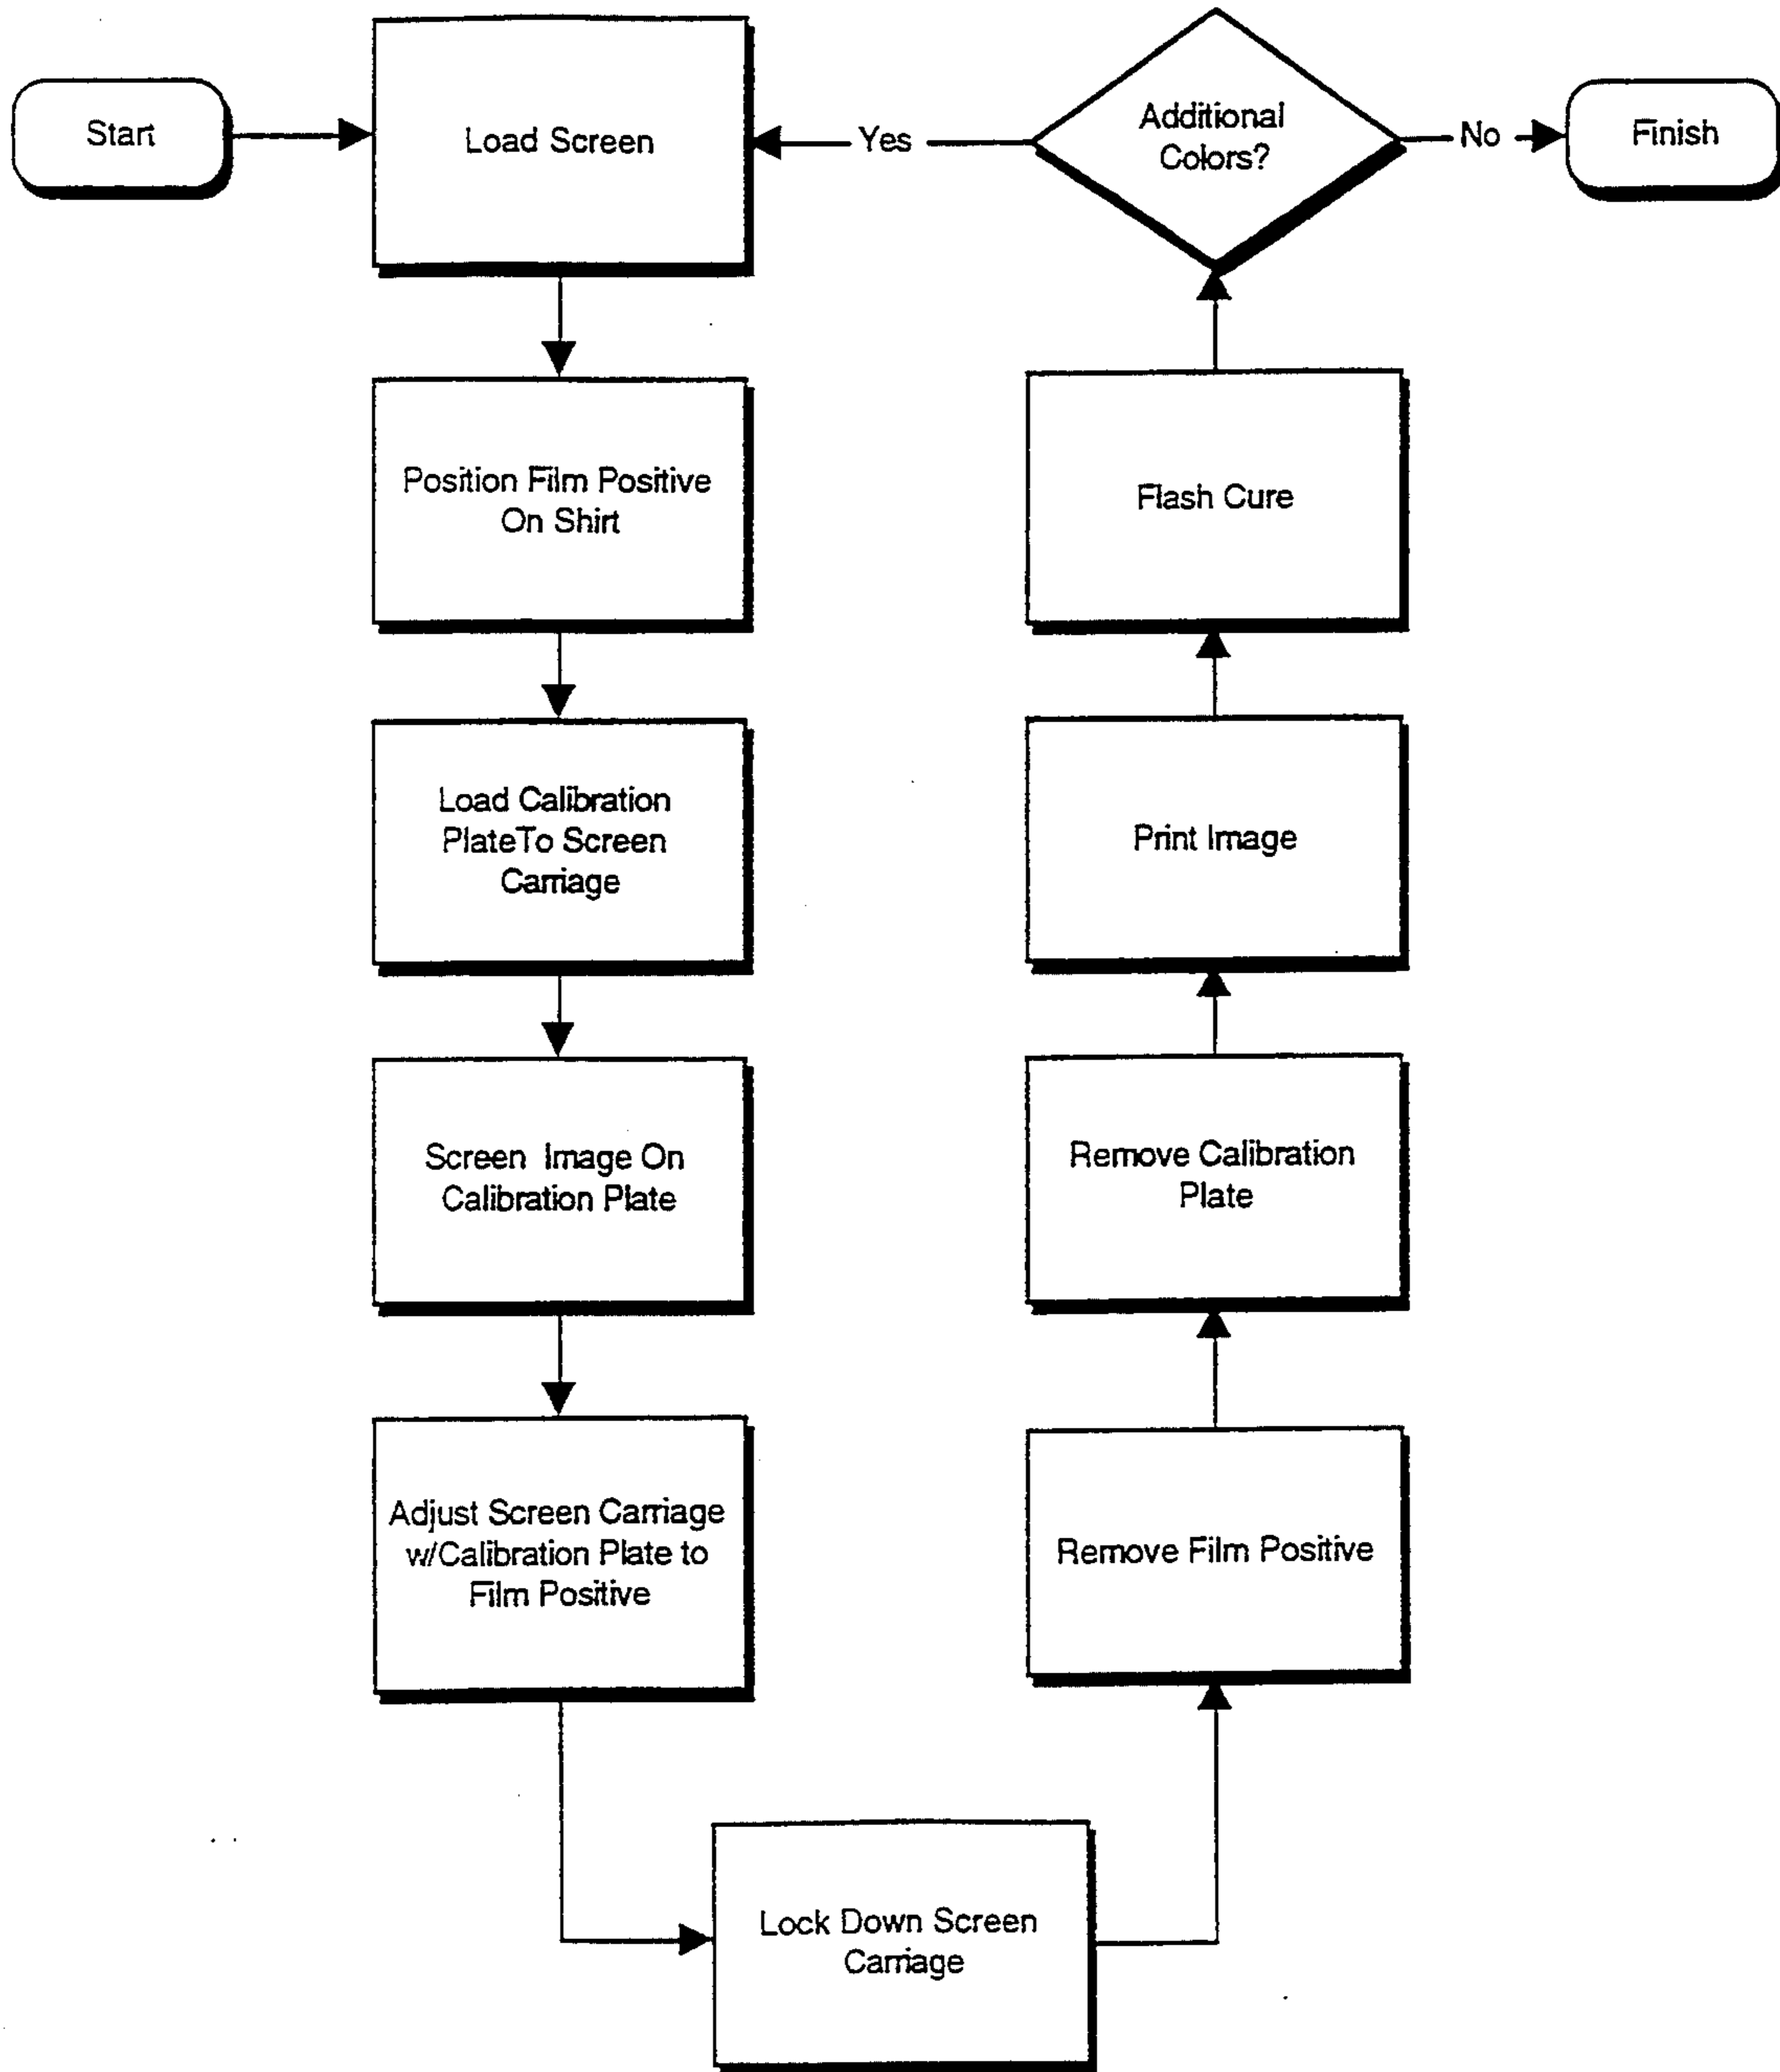 Start
Load Screen
Position Film Positive
On Shirt
Load Calibration
PlateTo Screen
Carriage
Screen Image On
Calibration Plate
Adjust Screen Carriage
w/Calibration Plate to
Film Positive
Lock Down Screen
Carriage
Remove Film Positive
Remove Calibration
Plate
Print Image
Flash Cure
Additional
Colors?
Yes
No
Finish